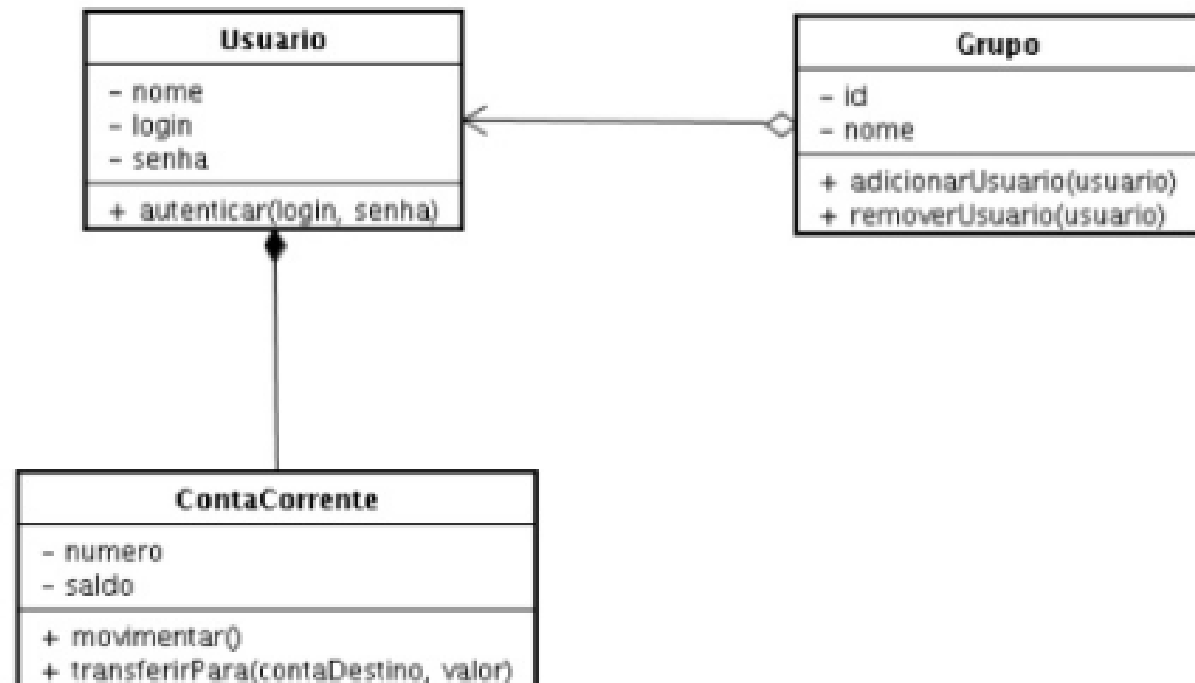 Usuario
- nome
- login
- senha
+ autenticar(login, senha)
Grupo
- id
- nome
+ adicionarUsuario(usuario)
+ removerUsuario(usuario)
ContaCorrente
- numero
- saldo
+ movimentar()
+ transferirPara(contaDestino, valor)